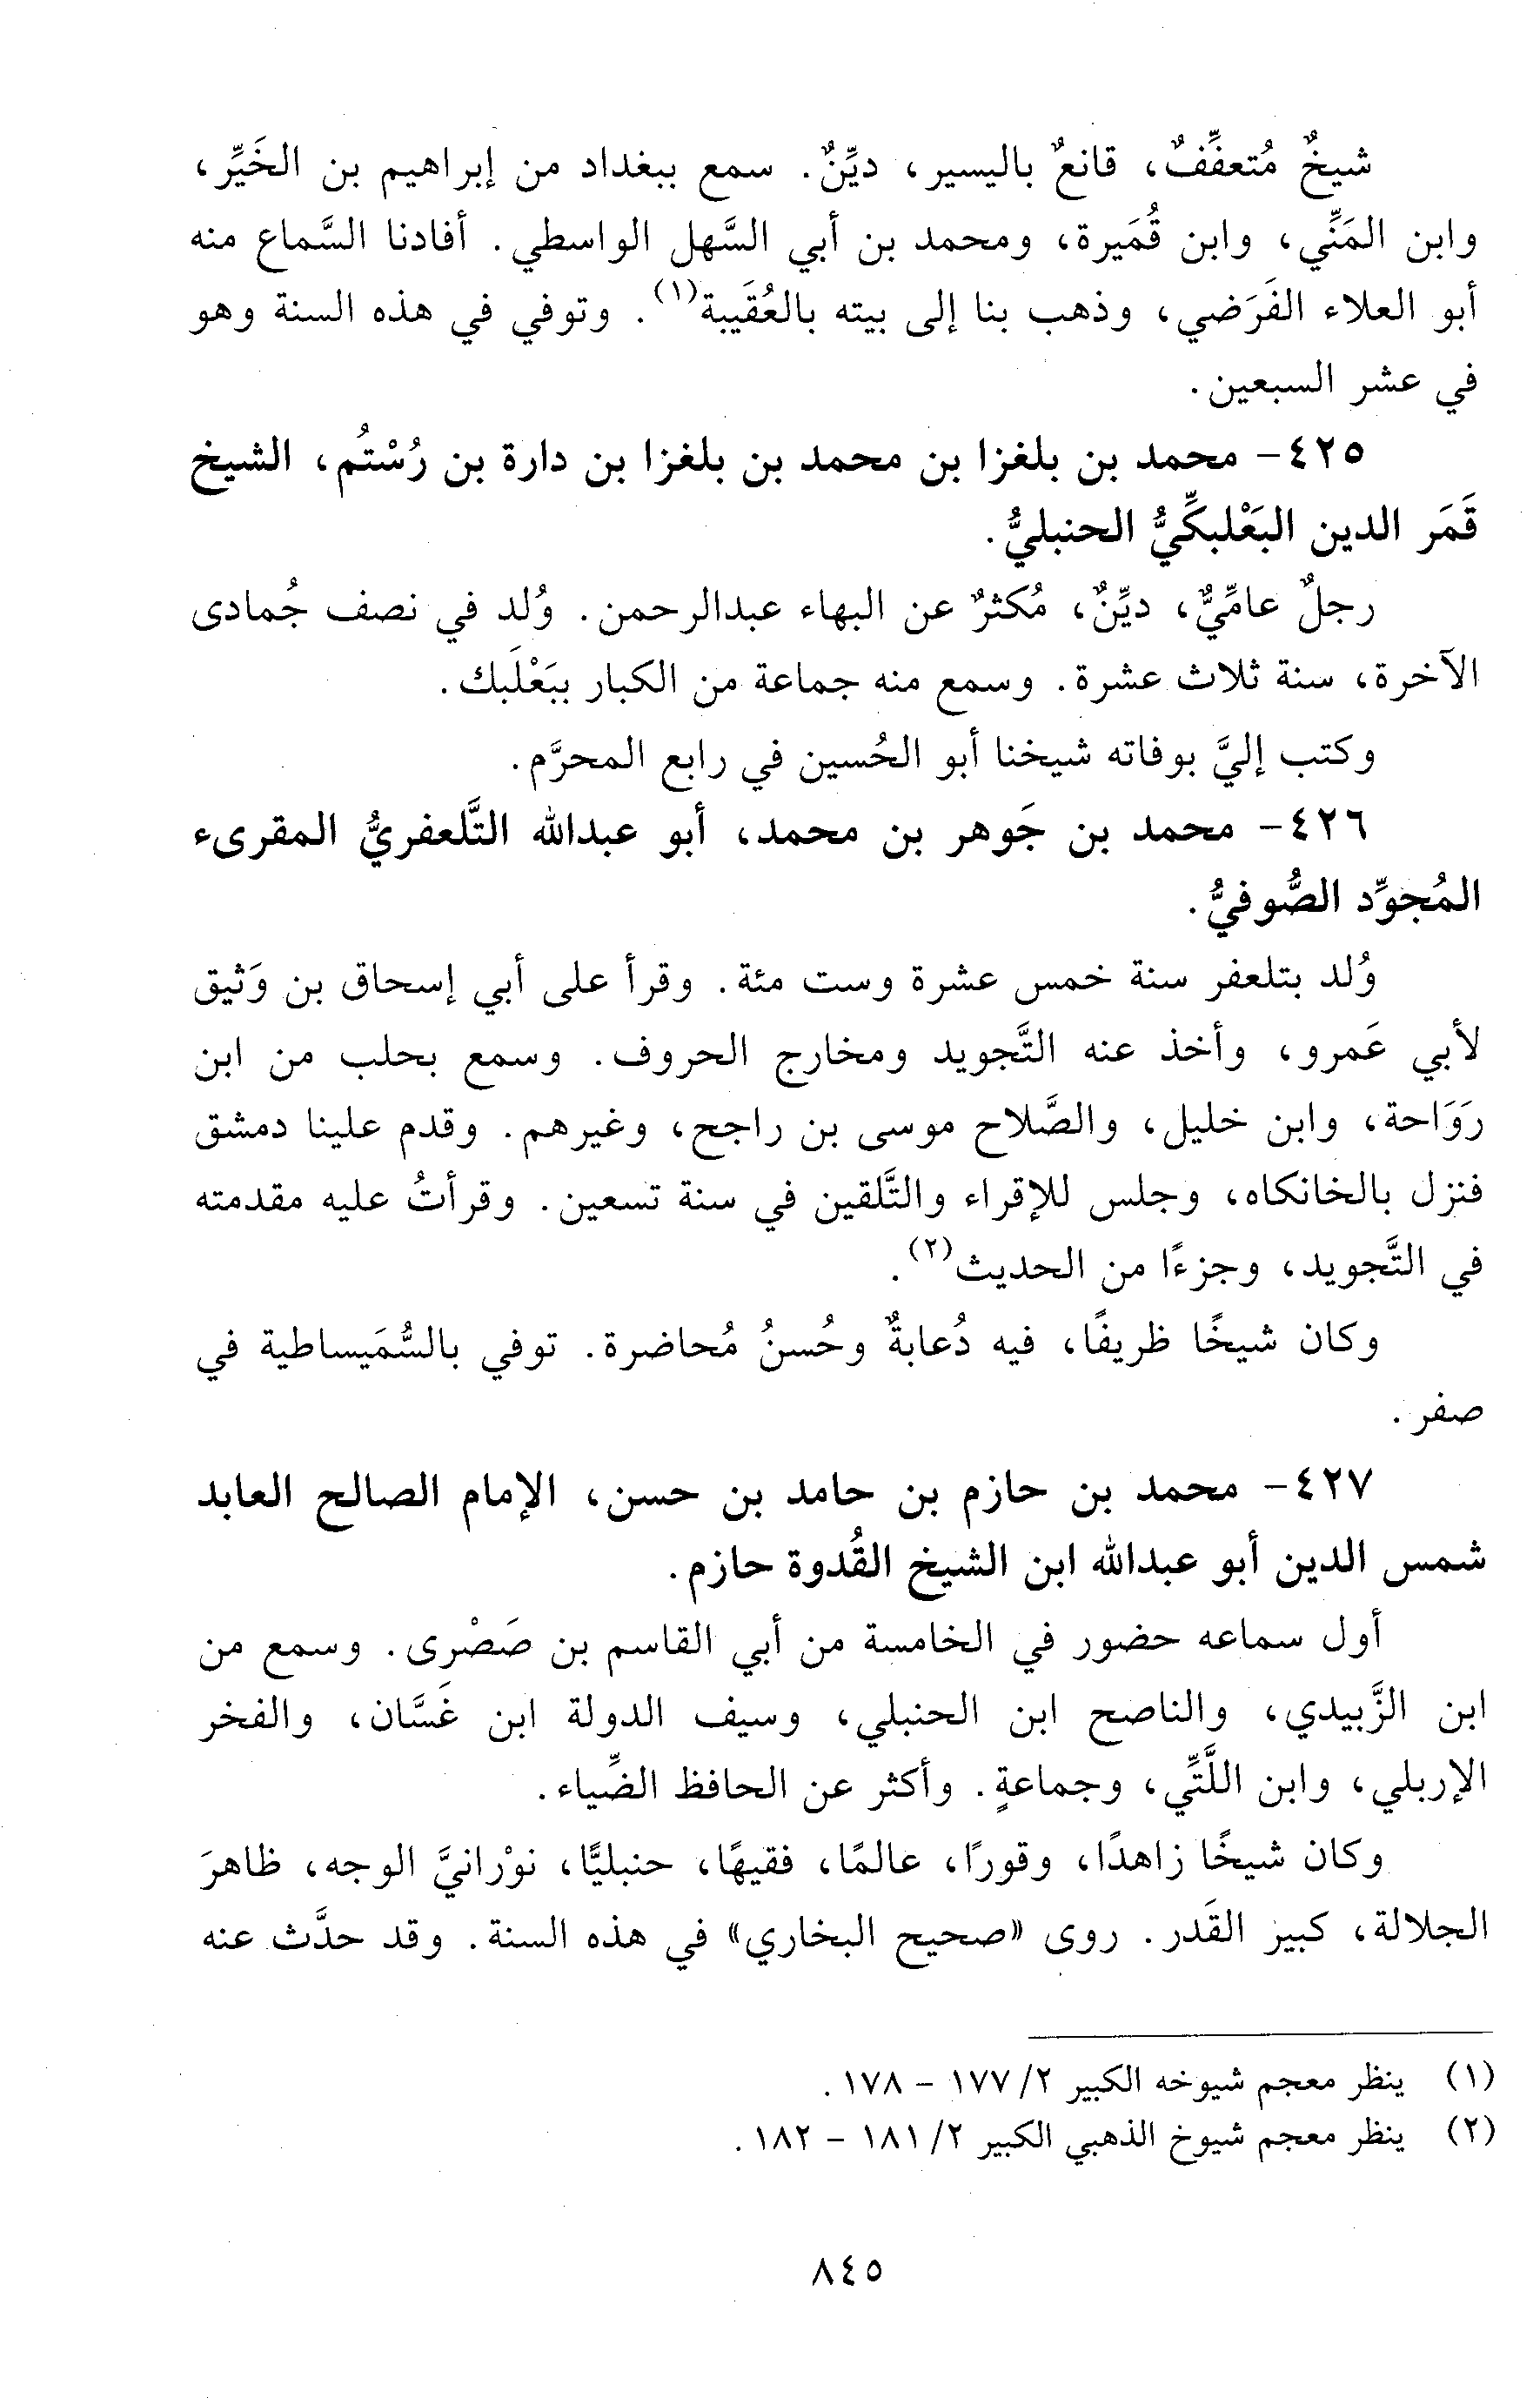 شيخٌ مُتعفِّفٌ، قانعٌ باليسير، ديِّنٌ. سمع ببغداد من إبراهيم بن الخَيِّر،
وابن المَنِّي، وابن قُمَيرة، ومحمد بن أبي السَّهل الواسطي. أفادنا السَّماع منه
أبو العلاء الفَرَضي، وذهب بنا إلى بيته بالعُقَيبة(١). وتوفي في هذه السنة وهو
في عشر السبعين.
٤٢٥- محمد بن بلغزا بن محمد بن بلغزا بن دارة بن رُسْتُم، الشيخ
قَمَر الدين البَعْلبكِّيُّ الحنبليُّ.
رجلٌ عامِّيٌّ، ديِّنٌ، مُكثرٌ عن البهاء عبدالرحمن. وُلد في نصف جُمادى
الآخرة، سنة ثلاث عشرة. وسمع منه جماعة من الكبار ببَعْلَبك.
وكتب إليَّ بوفاته شيخنا أبو الحُسين في رابع المحرَّم.
٤٢٦- محمد بن جَوهر بن محمد، أبو عبدالله التَّلعفريُّ المقرىء
المُجوِّد الصُّوفيُّ.
وُلد بتلعفر سنة خمس عشرة وست مئة. وقرأ على أبي إسحاق بن وَثيق
لأبي عَمرو، وأخذ عنه التَّجويد ومخارج الحروف. وسمع بحلب من ابن
رَوَاحة، وابن خليل، والصَّلاح موسى بن راجح، وغيرهم. وقدم علينا دمشق
فنزل بالخانكاه، وجلس للإقراء والتَّلقين في سنة تسعين. وقرأتُ عليه مقدمته
في التَّجويد، وجزءًا من الحديث(٢).
وكان شيخًا ظريفًا، فيه دُعابةٌ وحُسنُ مُحاضرة. توفي بالسُّمَيساطية في
صفر.
٤٢٧- محمد بن حازم بن حامد بن حسن، الإمام الصالح العابد
شمس الدين أبو عبدالله ابن الشيخ القُدوة حازم.
أول سماعه حضور في الخامسة من أبي القاسم بن صَصْرى. وسمع من
ابن الزَّبيدي، والناصح ابن الحنبلي، وسيف الدولة ابن غَسَّان، والفخر
الإربلي، وابن اللَّتِّي، وجماعةٍ. وأكثر عن الحافظ الضِّياء.
وكان شيخًا زاهدًا، وقورًا، عالمًا، فقيهًا، حنبليًّا، نوْرانيَّ الوجه، ظاهرَ
الجلالة، كبيز القَدر. روى «صحيح البخاري» في هذه السنة. وقد حدَّث عنه
(١) ينظر معجم شيوخه الكبير ٢/ ١٧٧ - ١٧٨.
(٢) ينظر معجم شيوخ الذهبي الكبير ٢/ ١٨١ - ١٨٢.
٨٤٥